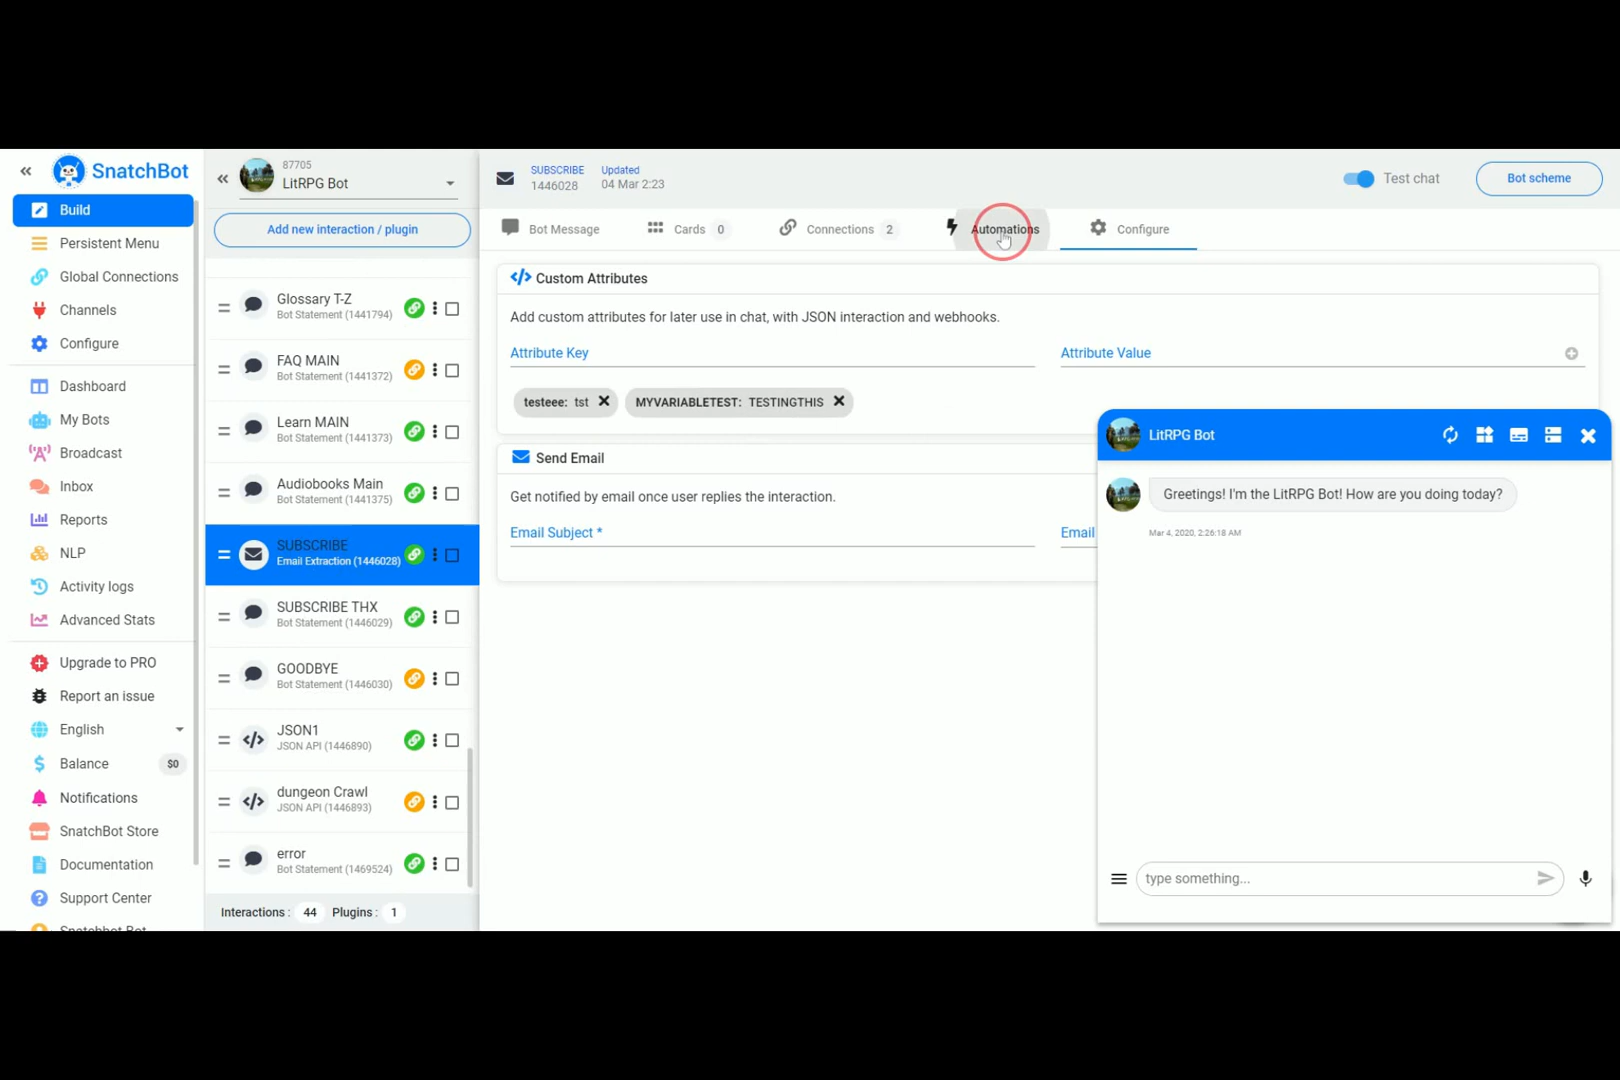 SnatchBot
Build
Persistent Menu
Global Connections
Channels
Configure
Dashboard
My Bots
Broadcast
Inbox
Reports
NLP
Activity logs
Advanced Stats
Upgrade to PRO
Report an issue
English
Balance $0
Notifications
SnatchBot Store
Documentation
Support Center
Snatchbot Bot
87705
LitRPG Bot
Add new interaction / plugin
Glossary T-Z
Bot Statement (1441794)
FAQ MAIN
Bot Statement (1441372)
Learn MAIN
Bot Statement (1441373)
Audiobooks Main
Bot Statement (1441375)
SUBSCRIBE
Email Extraction (1446028)
SUBSCRIBE THX
Bot Statement (1446029)
GOODBYE
Bot Statement (1446030)
JSON1
JSON API (1446890)
dungeon Crawl
JSON API (1446893)
error
Bot Statement (1469524)
Interactions : 44 Plugins : 1
SUBSCRIBE Updated
1446028 04 Mar 2:23
Test chat
Bot scheme
Bot Message Cards 0 Connections 2 Automations Configure
Custom Attributes
Add custom attributes for later use in chat, with JSON interaction and webhooks.
Attribute Key Attribute Value
testeee: tst MYVARIABLETEST: TESTINGTHIS
Send Email
Get notified by email once user replies the interaction.
Email Subject * Email
LitRPG Bot
Greetings! I'm the LitRPG Bot! How are you doing today?
Mar 4, 2020, 2:26:18 AM
type something...